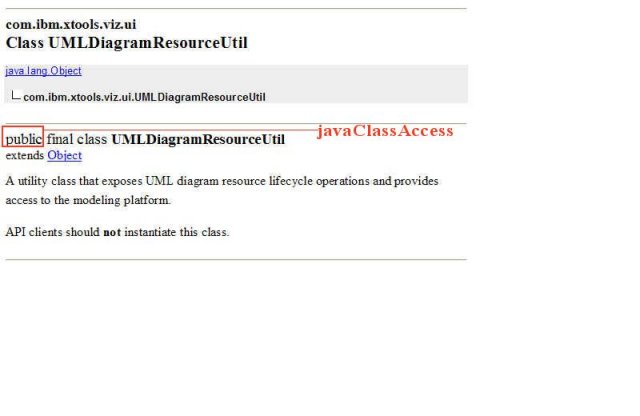 com.ibm.xtools.viz.ui
Class UMLDiagramResourceUtil
java.lang.Object
com.ibm.xtools.viz.ui.UMLDiagramResourceUtil
public final class UMLDiagramResourceUtil
javaClassAccess
extends Object
A utility class that exposes UML diagram resource lifecycle operations and provides
access to the modeling platform.
API clients should not instantiate this class.